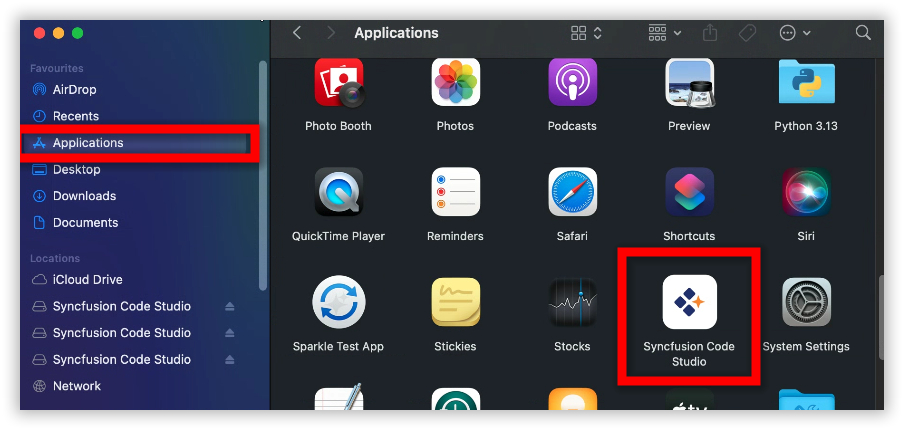 Applications
Favourites
AirDrop
Recents
Applications
Desktop
Downloads
Documents
Locations
iCloud Drive
Syncfusion Code Studio
Syncfusion Code Studio
Syncfusion Code Studio
Network
Photo Booth
Photos
Podcasts
Preview
Python 3.13
QuickTime Player
Reminders
Safari
Shortcuts
Siri
Sparkle Test App
Stickies
Stocks
Syncfusion Code
Studio
System Settings
tv